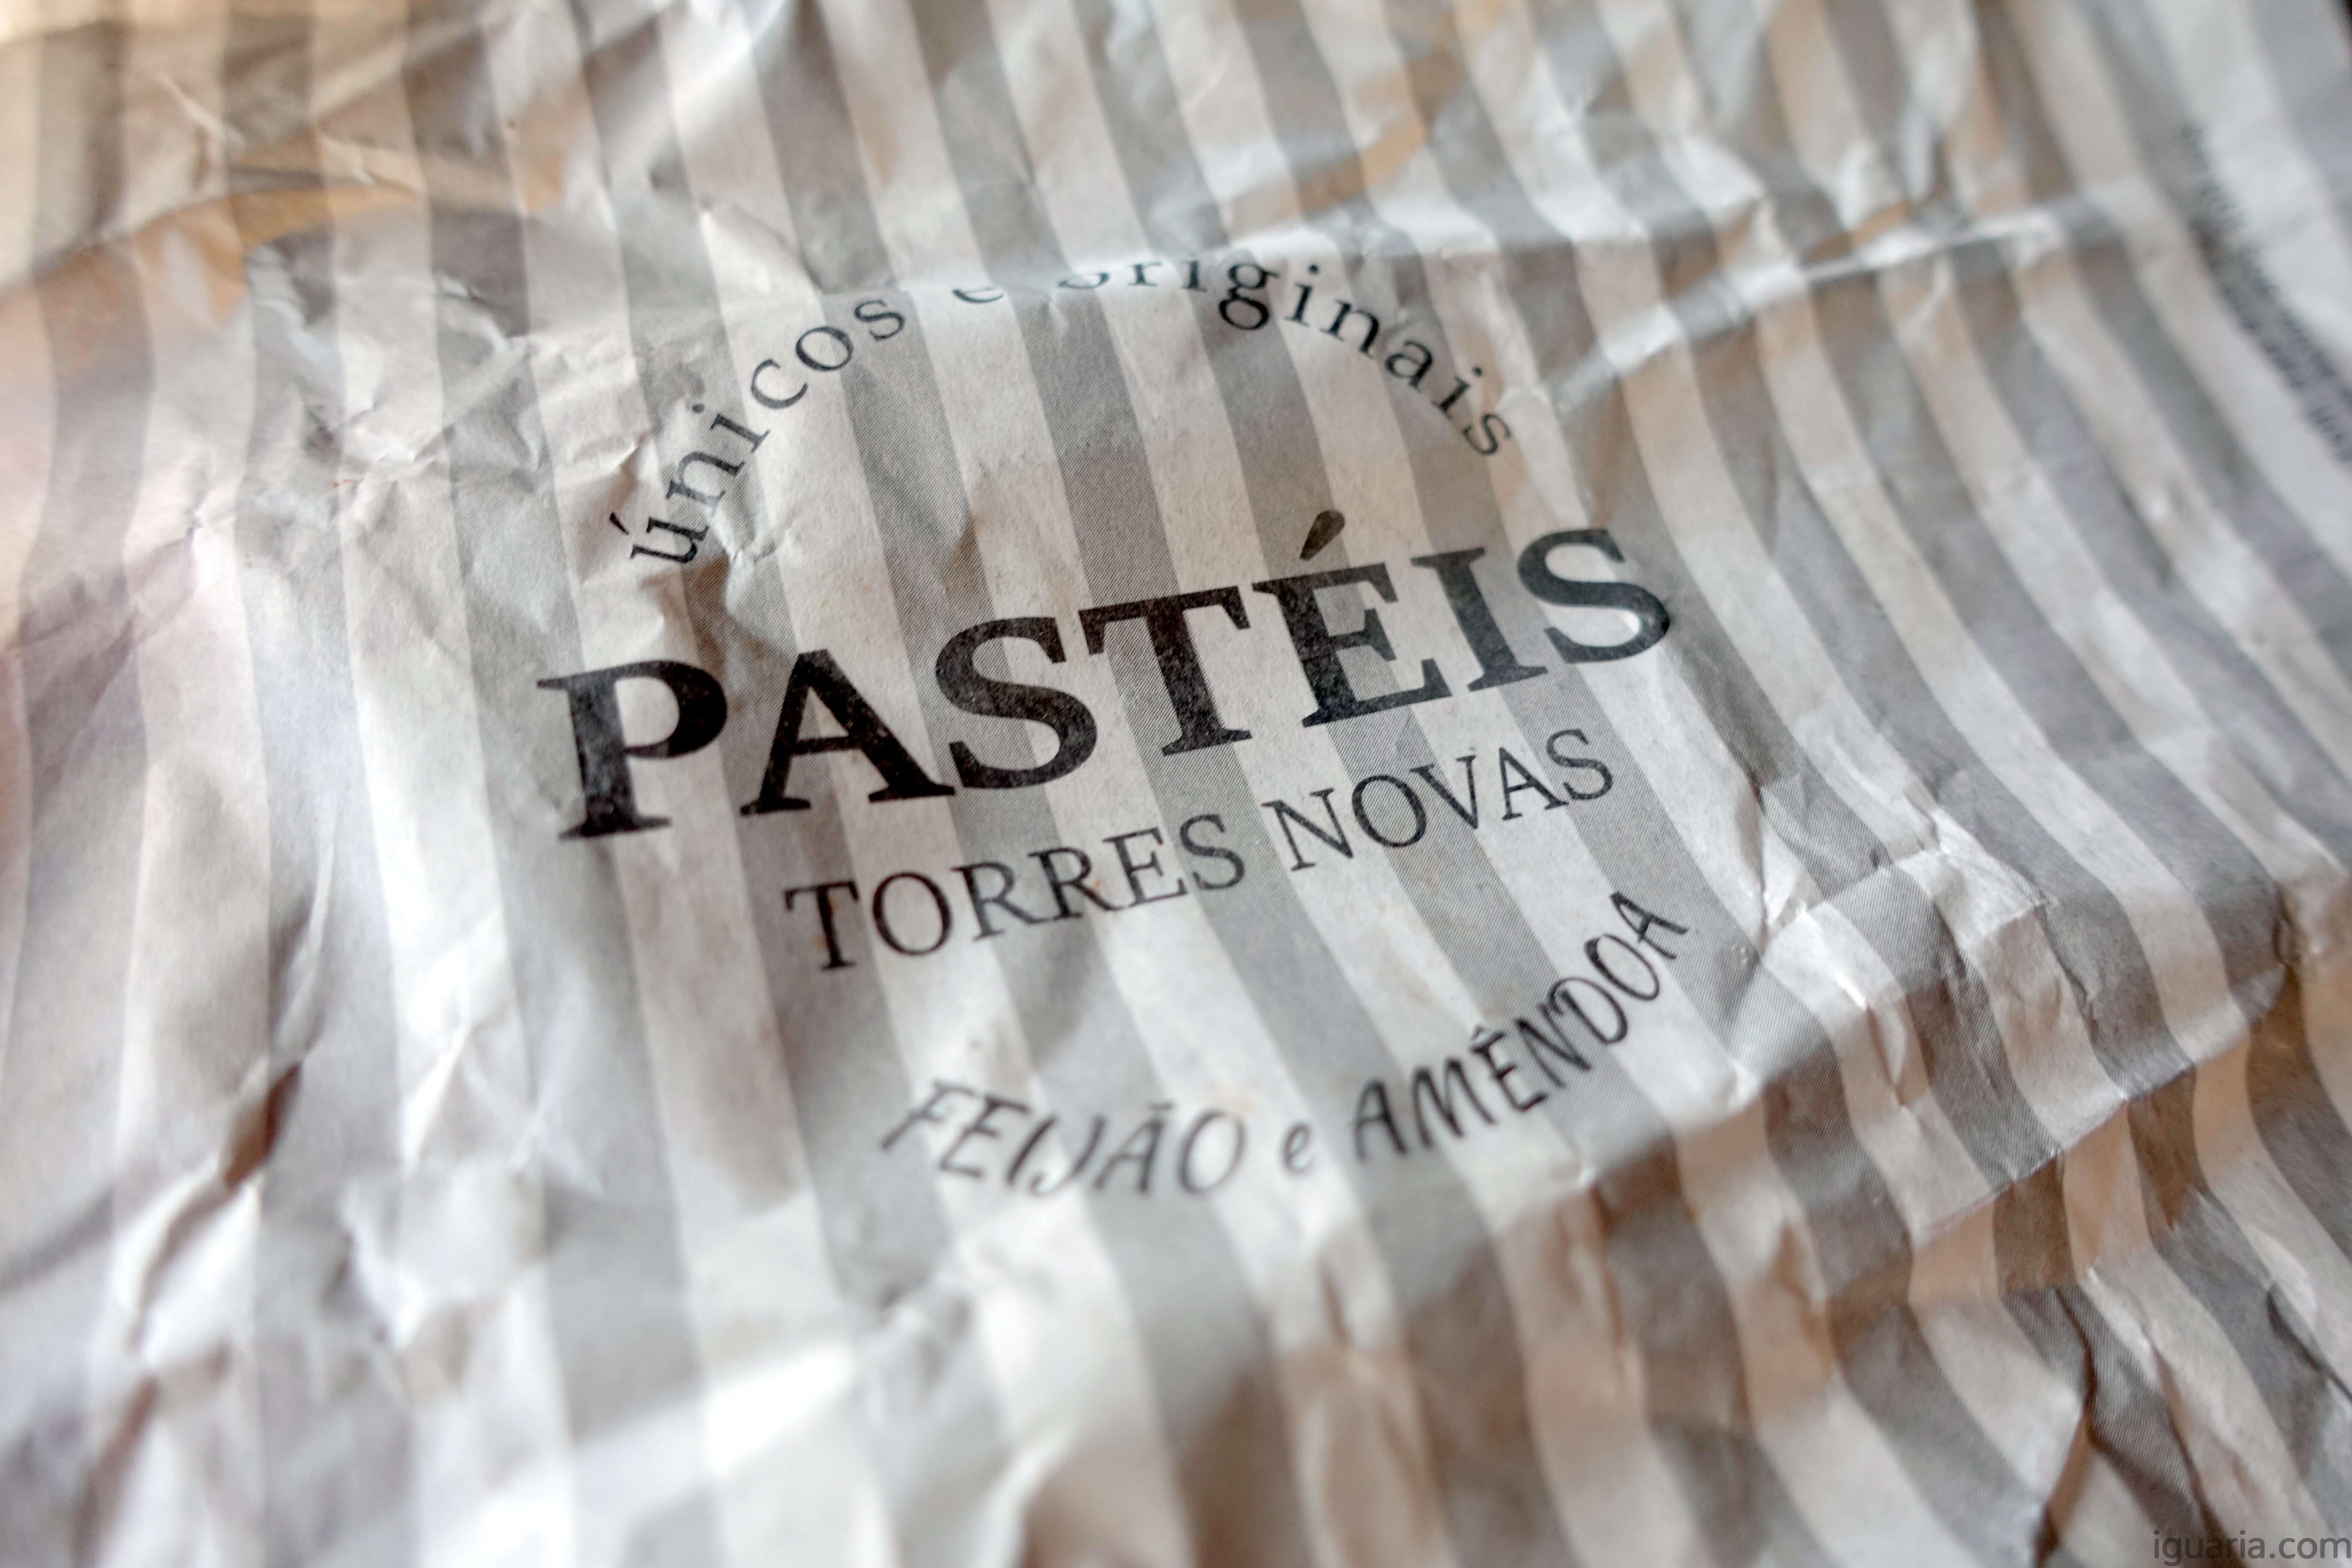 únicos e originais
PASTÉIS
TORRES NOVAS
FEIJÃO e AMÊNDOA
iguaria.com